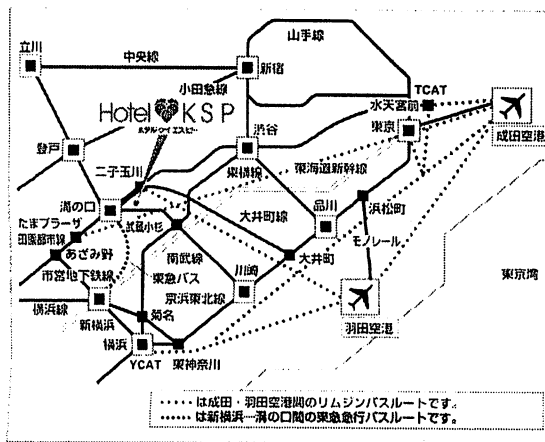 山手線
立川
中央線
新宿
小田急線
Hotel KSP
ホテルケイエスピー
TCAT
水天宮前
東京
成田空港
登戸
渋谷
二子玉川
東横線
東海道新幹線
溝の口
武蔵小杉
大井町線
品川
浜松町
たまプラーザ
田園都市線
あざみ野
南武線
モノレール
市営地下鉄線
東急バス
川崎
大井町
東京湾
京浜東北線
横浜線
新横浜
菊名
羽田空港
横浜
YCAT
東神奈川
・・・・・は成田・羽田空港間のリムジンバスルートです。
・・・・・は新横浜―溝の口間の東急急行バスルートです。